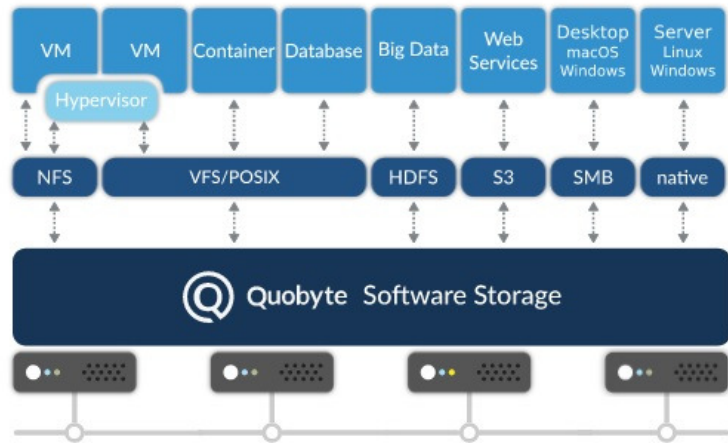 VM
VM
Container
Database
Big Data
Web
Services
Desktop
macOS
Windows
Server
Linux
Windows
Hypervisor
NFS
VFS/POSIX
HDFS
S3
SMB
native
Quobyte Software Storage